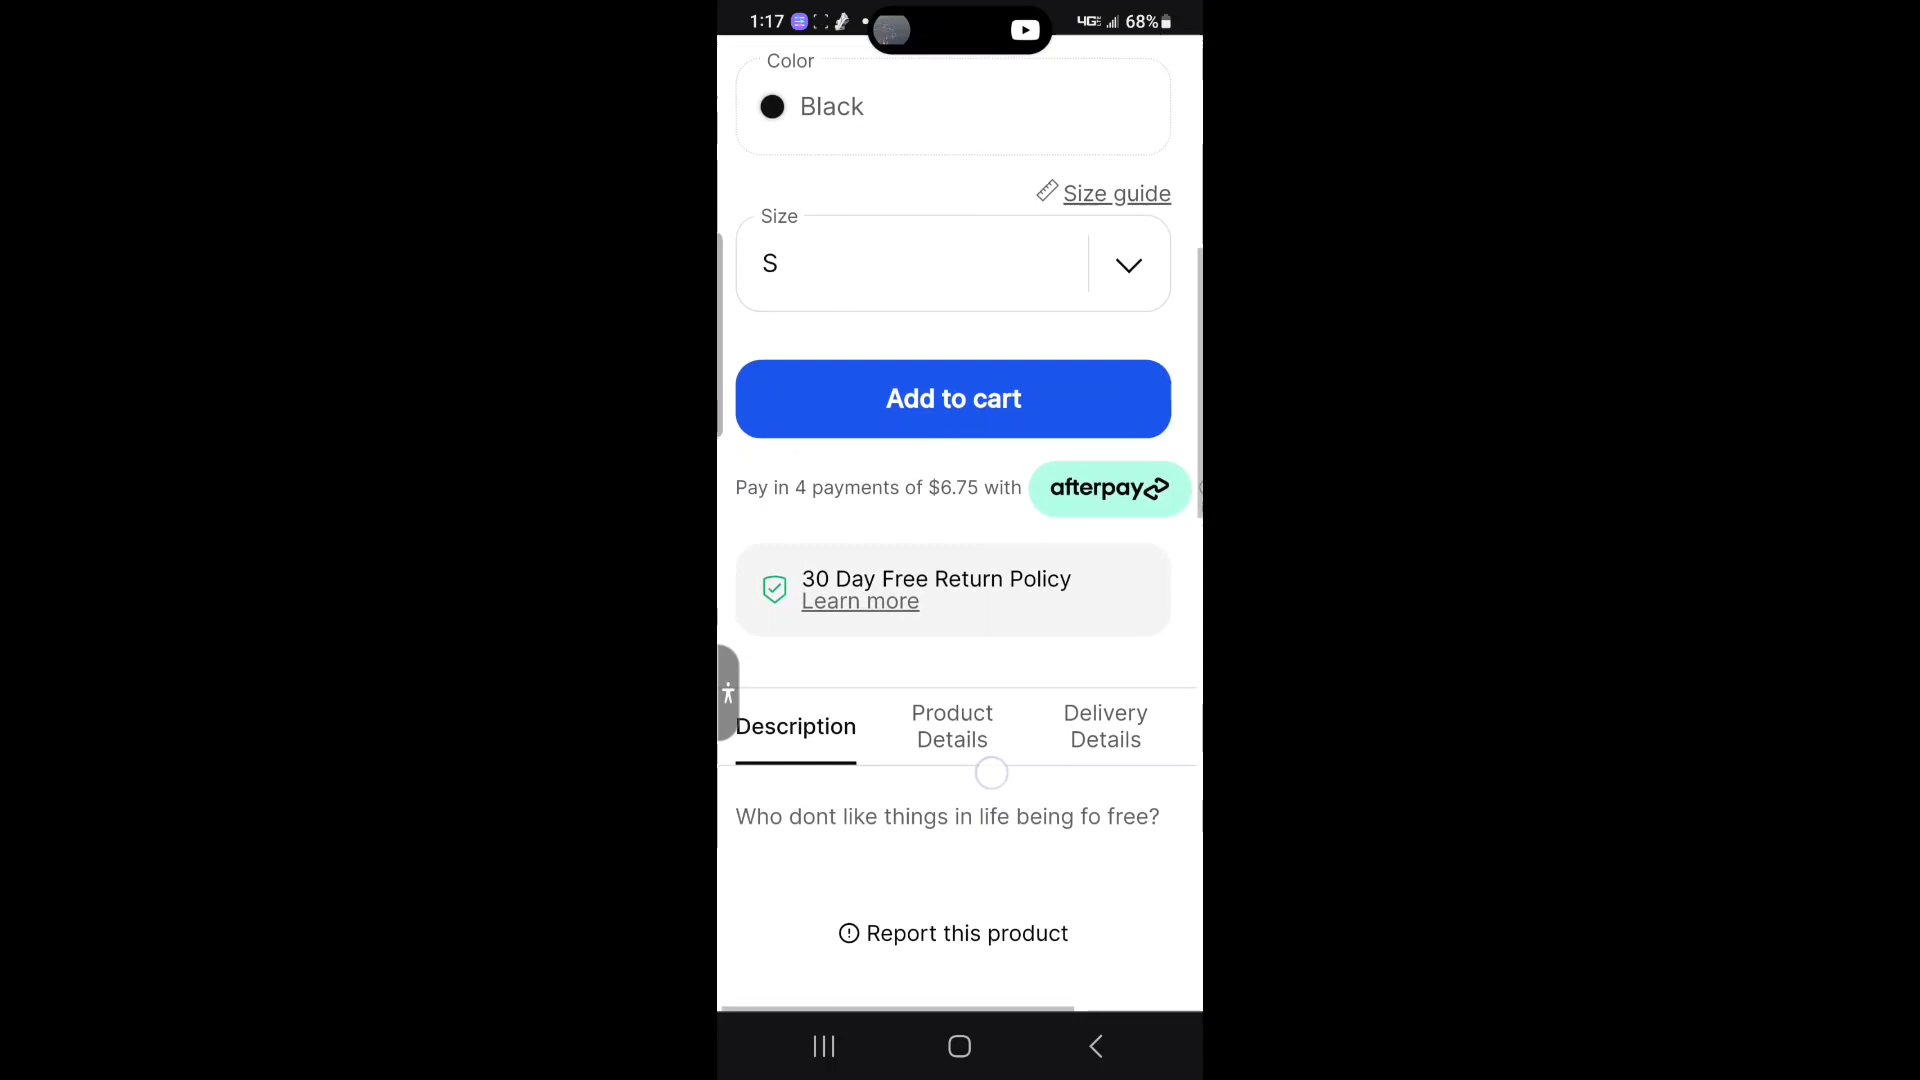 1:17 4G 68%
Color
Black
Size guide
Size
S
Add to cart
Pay in 4 payments of $6.75 with afterpay
30 Day Free Return Policy
Learn more
Description
Product
Details
Delivery
Details
Who dont like things in life being fo free?
Report this product